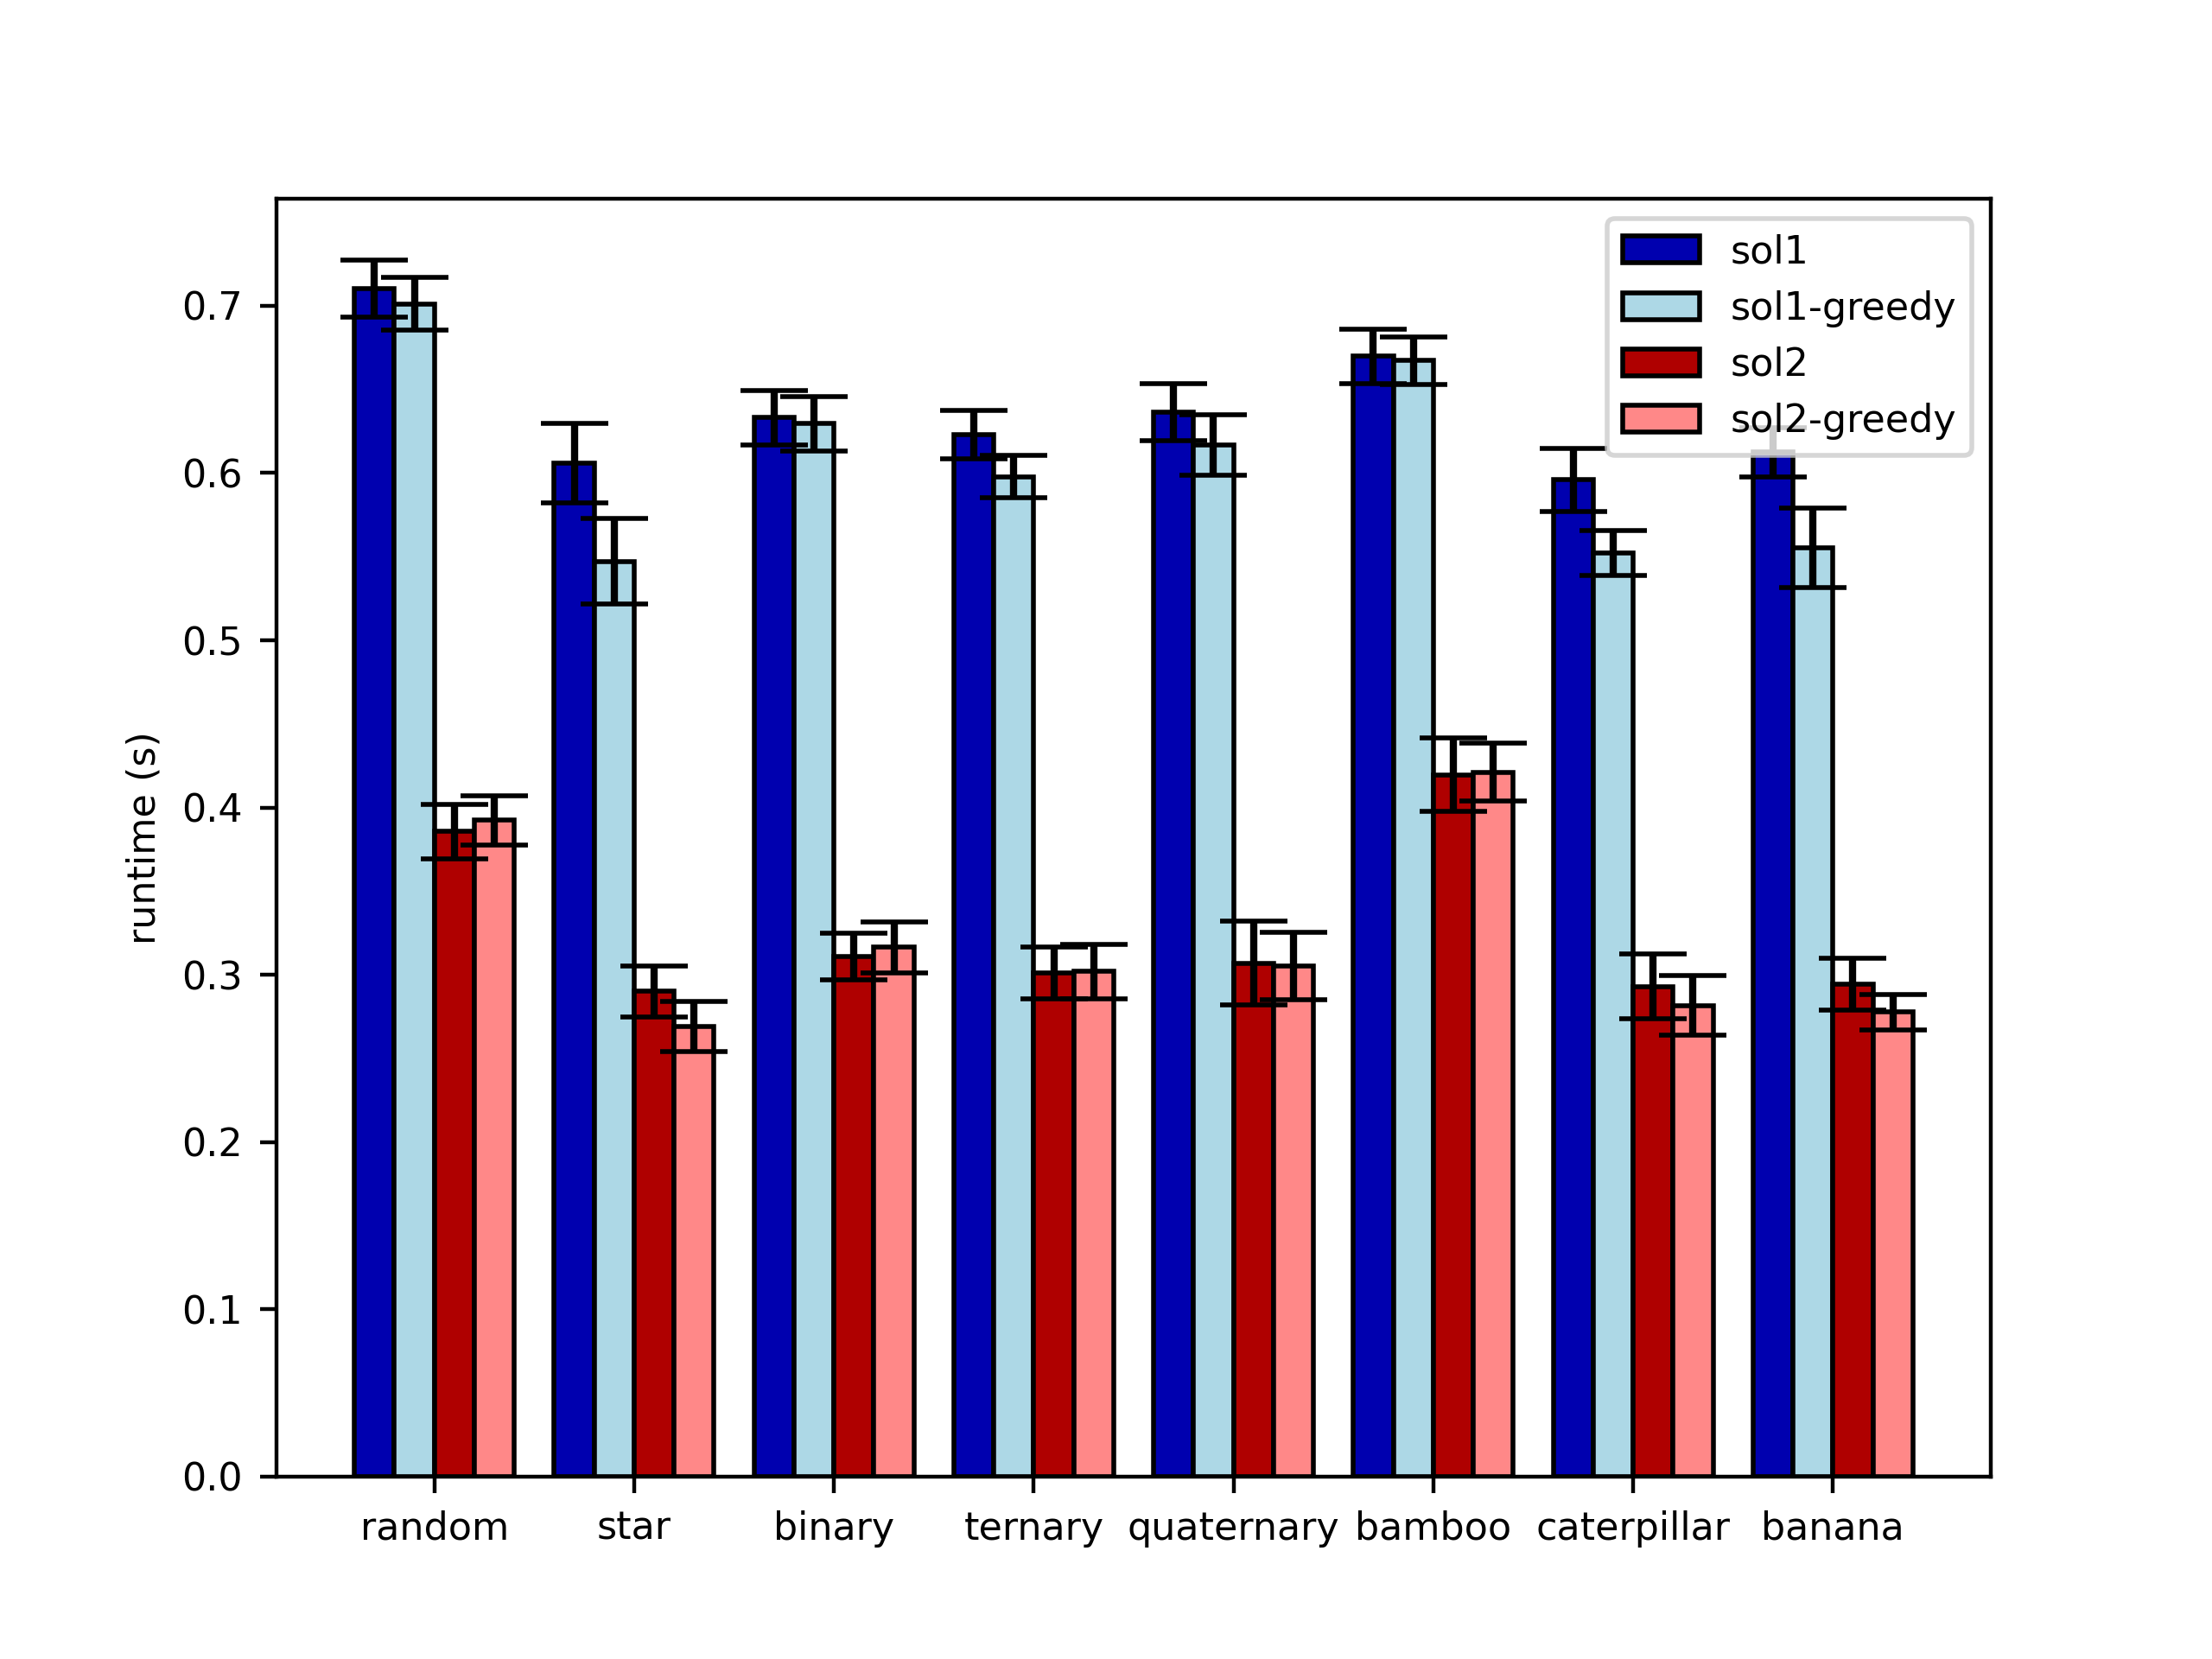 sol1
sol1-greedy
sol2
sol2-greedy
0.7
0.6
0.5
0.4
0.3
0.2
0.1
0.0
runtime (s)
random star binary ternary quaternary bamboo caterpillar banana